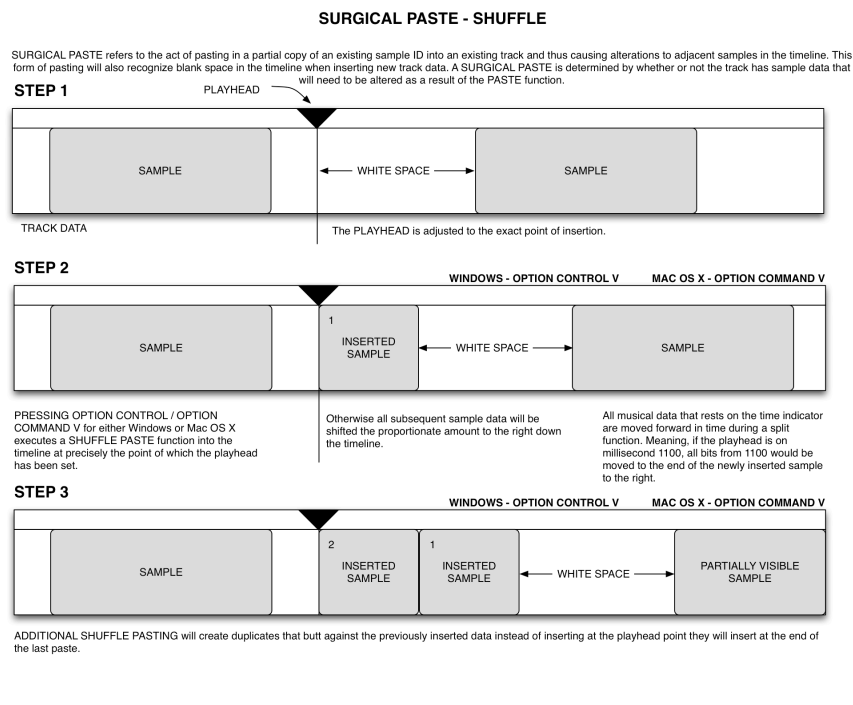 SURGICAL PASTE - SHUFFLE
SURGICAL PASTE refers to the act of pasting in a partial copy of an existing sample ID into an existing track and thus causing alterations to adjacent samples in the timeline. This
form of pasting will also recognize blank space in the timeline when inserting new track data. A SURGICAL PASTE is determined by whether or not the track has sample data that
will need to be altered as a result of the PASTE function.
STEP 1
PLAYHEAD
SAMPLE
WHITE SPACE
SAMPLE
TRACK DATA
The PLAYHEAD is adjusted to the exact point of insertion.
STEP 2
WINDOWS - OPTION CONTROL V
MAC OS X - OPTION COMMAND V
SAMPLE
1
INSERTED
SAMPLE
WHITE SPACE
SAMPLE
PRESSING OPTION CONTROL / OPTION
COMMAND V for either Windows or Mac OS X
executes a SHUFFLE PASTE function into the
timeline at precisely the point of which the playhead
has been set.
Otherwise all subsequent sample data will be
shifted the proportionate amount to the right down
the timeline.
All musical data that rests on the time indicator
are moved forward in time during a split
function. Meaning, if the playhead is on
millisecond 1100, all bits from 1100 would be
moved to the end of the newly inserted sample
to the right.
STEP 3
WINDOWS - OPTION CONTROL V
MAC OS X - OPTION COMMAND V
SAMPLE
2
INSERTED
SAMPLE
1
INSERTED
SAMPLE
WHITE SPACE
PARTIALLY VISIBLE
SAMPLE
ADDITIONAL SHUFFLE PASTING will create duplicates that butt against the previously inserted data instead of inserting at the playhead point they will insert at the end of
the last paste.